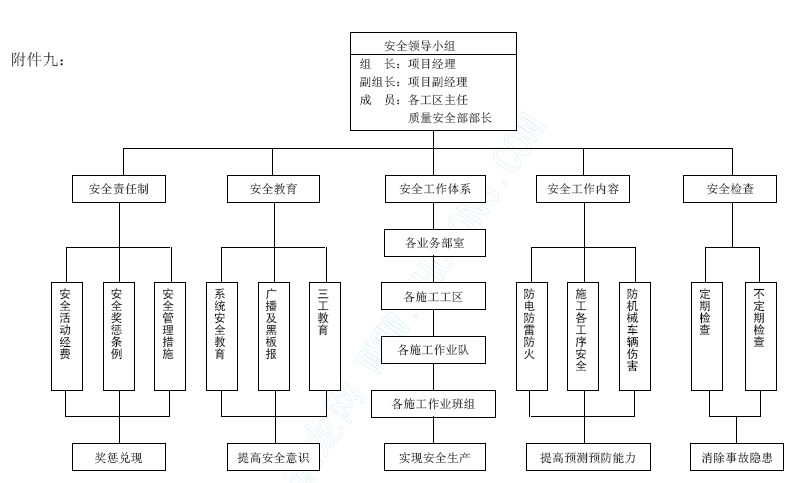 附件九：
安全领导小组
组　长：项目经理
副组长：项目副经理
成　员：各工区主任
质量安全部部长
安全责任制
安全教育
安全工作体系
安全工作内容
安全检查
各业务部室
安全活动经费
安全奖惩条例
安全管理措施
系统安全教育
广播及黑板报
三工教育
各施工工区
防电防雷防火
施工各工序安全
防机械车辆伤害
定期检查
不定期检查
各施工作业队
各施工作业班组
奖惩兑现
提高安全意识
实现安全生产
提高预测预防能力
消除事故隐患